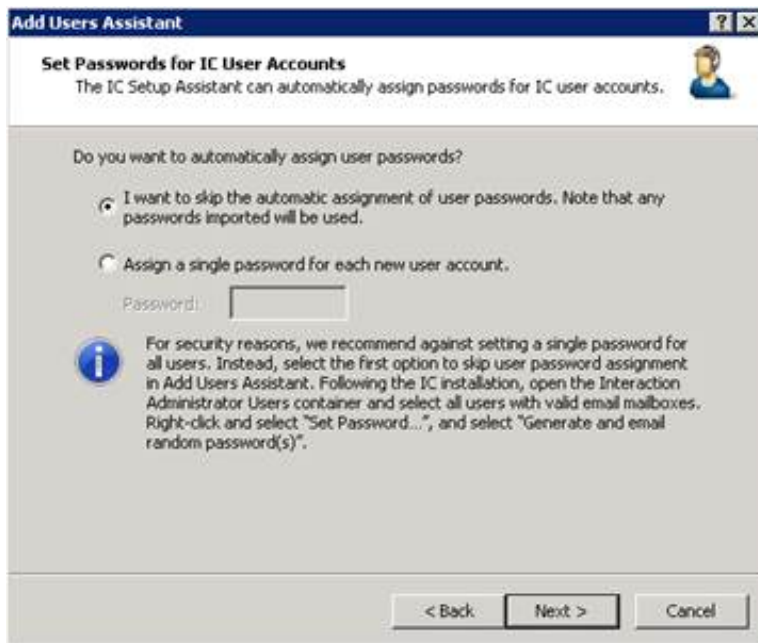 Add Users Assistant
Set Passwords for IC User Accounts
The IC Setup Assistant can automatically assign passwords for IC user accounts.
Do you want to automatically assign user passwords?
I want to skip the automatic assignment of user passwords. Note that any
passwords imported will be used.
Assign a single password for each new user account.
Password:
For security reasons, we recommend against setting a single password for
all users. Instead, select the first option to skip user password assignment
in Add Users Assistant. Following the IC installation, open the Interaction
Administrator Users container and select all users with valid email mailboxes.
Right-click and select "Set Password...", and select "Generate and email
random password(s)".
< Back Next > Cancel